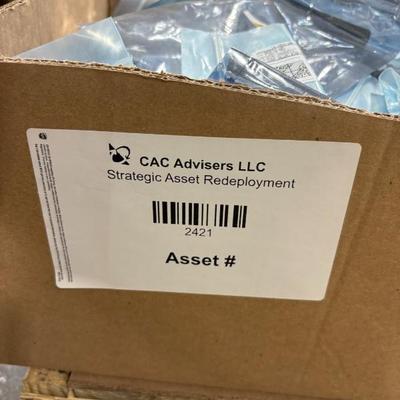 CAC Advisers LLC
Strategic Asset Redeployment
2421
Asset #